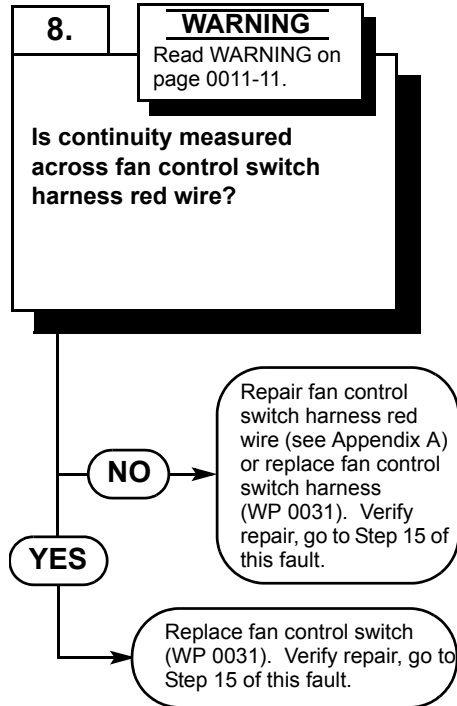 8.
WARNING
Read WARNING on
page 0011-11.
Is continuity measured
across fan control switch
harness red wire?
Repair fan control
switch harness red
wire (see Appendix A)
or replace fan control
switch harness
(WP 0031). Verify
repair, go to Step 15 of
this fault.
NO
YES
Replace fan control switch
(WP 0031). Verify repair, go to
Step 15 of this fault.